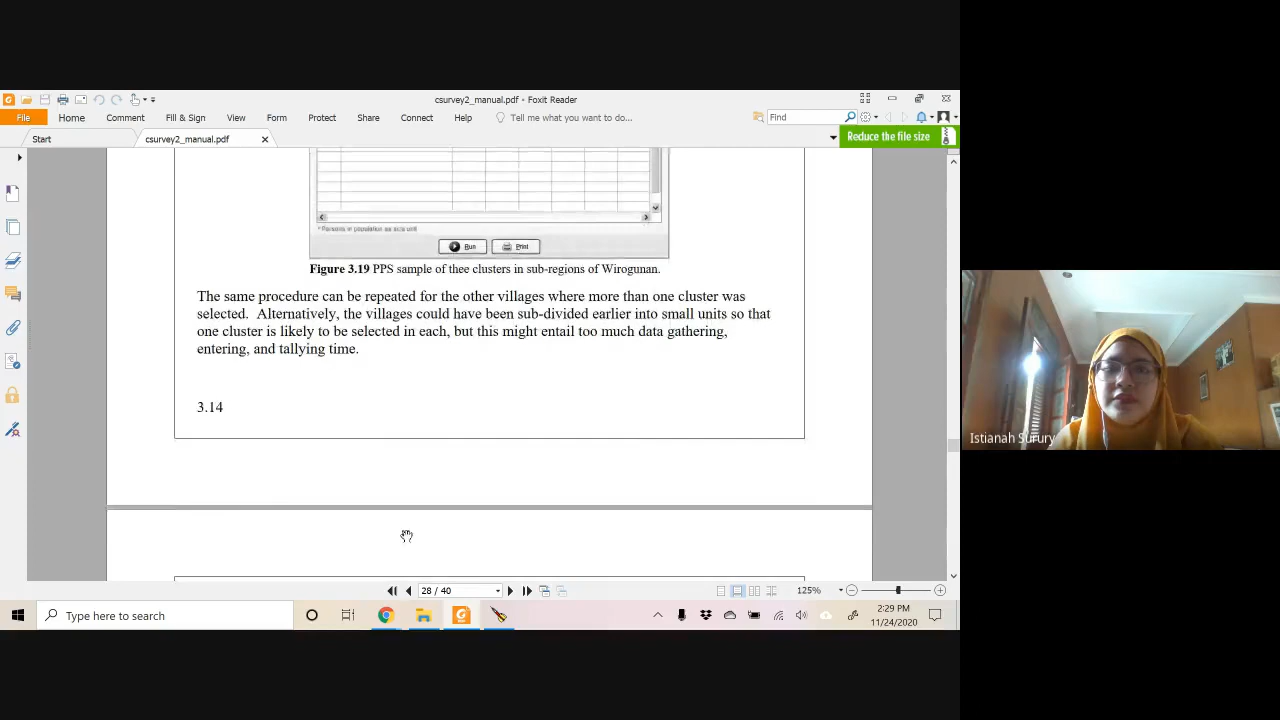 csurvey2_manual.pdf - Foxit Reader
File Home Comment Fill & Sign View Form Protect Share Connect Help Tell me what you want to do... Find
Start csurvey2_manual.pdf Reduce the file size
* Persons in population as size unit
Run Print
Figure 3.19 PPS sample of thee clusters in sub-regions of Wirogunan.
The same procedure can be repeated for the other villages where more than one cluster was
selected. Alternatively, the villages could have been sub-divided earlier into small units so that
one cluster is likely to be selected in each, but this might entail too much data gathering,
entering, and tallying time.
3.14
Istianah Surury
28 / 40 125%
Type here to search
2:29 PM
11/24/2020